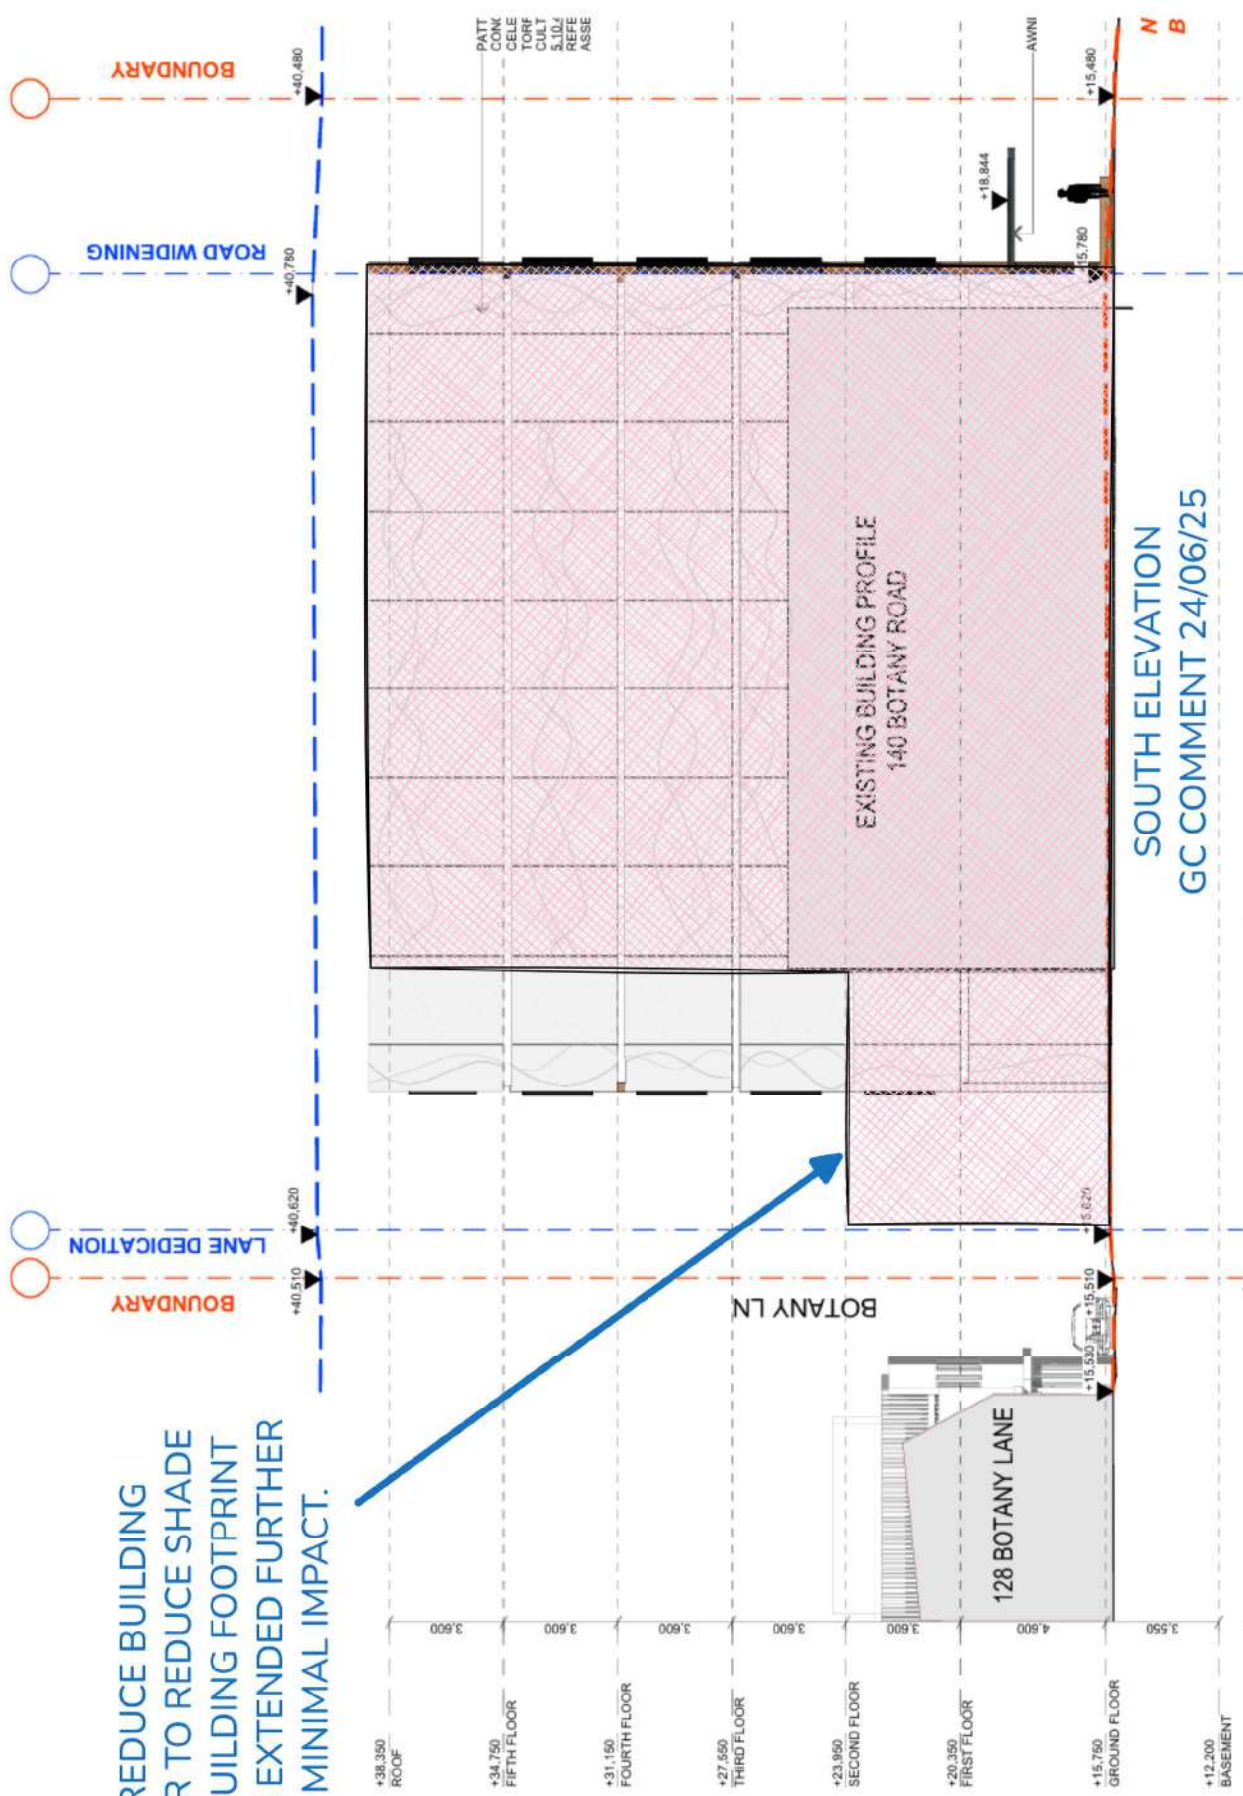 REDUCE BUILDING
R TO REDUCE SHADE
UILDING FOOTPRINT
EXTENDED FURTHER
MINIMAL IMPACT.
BOUNDARY
LANE DEDICATION
ROAD WIDENING
BOUNDARY
+40,510
+40,620
+40,780
+40,480
+38,350
ROOF
3,600
+34,750
FIFTH FLOOR
3,600
+31,150
FOURTH FLOOR
3,600
+27,550
THIRD FLOOR
3,600
+23,950
SECOND FLOOR
3,600
+20,350
FIRST FLOOR
4,600
+15,750
GROUND FLOOR
3,550
+12,200
BASEMENT
PATT
CONC
CELE
TORF
CULT
5.10.
REFE
ASSE
BOTANY LN
EXISTING BUILDING PROFILE
140 BOTANY ROAD
128 BOTANY LANE
+18,844
AWNI
+15,530
+15,510
15,620
15,780
+15,480
N
B
SOUTH ELEVATION
GC COMMENT 24/06/25